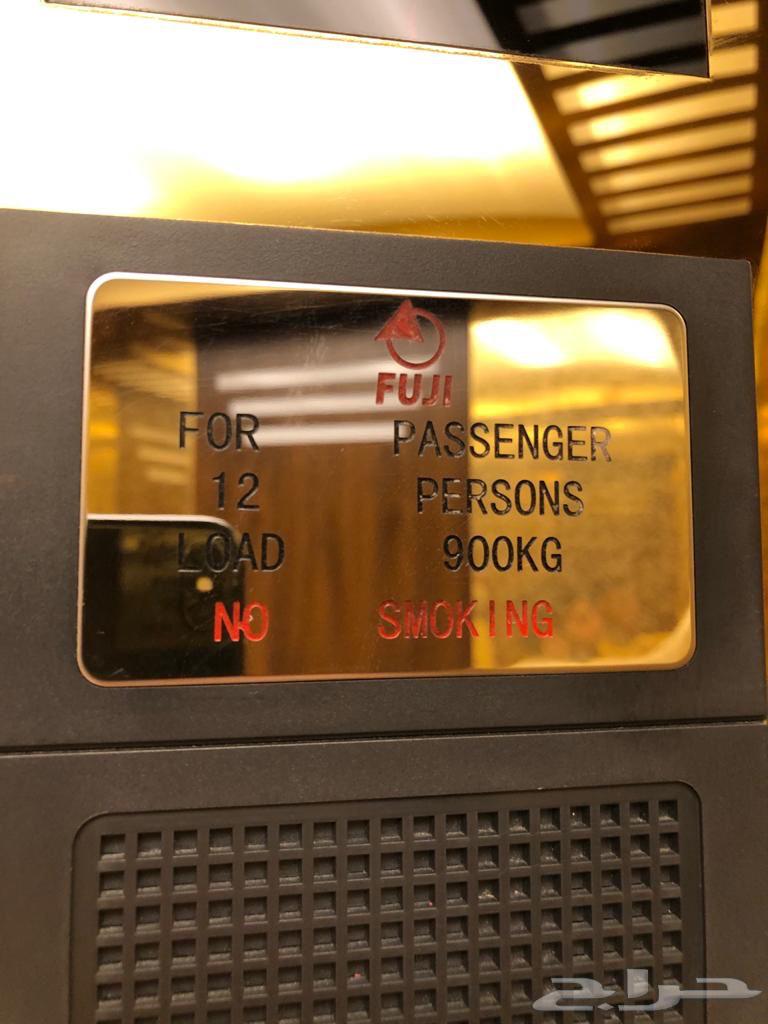 FUJI
FOR PASSENGER
12 PERSONS
LOAD 900KG
NO SMOKING
حراج